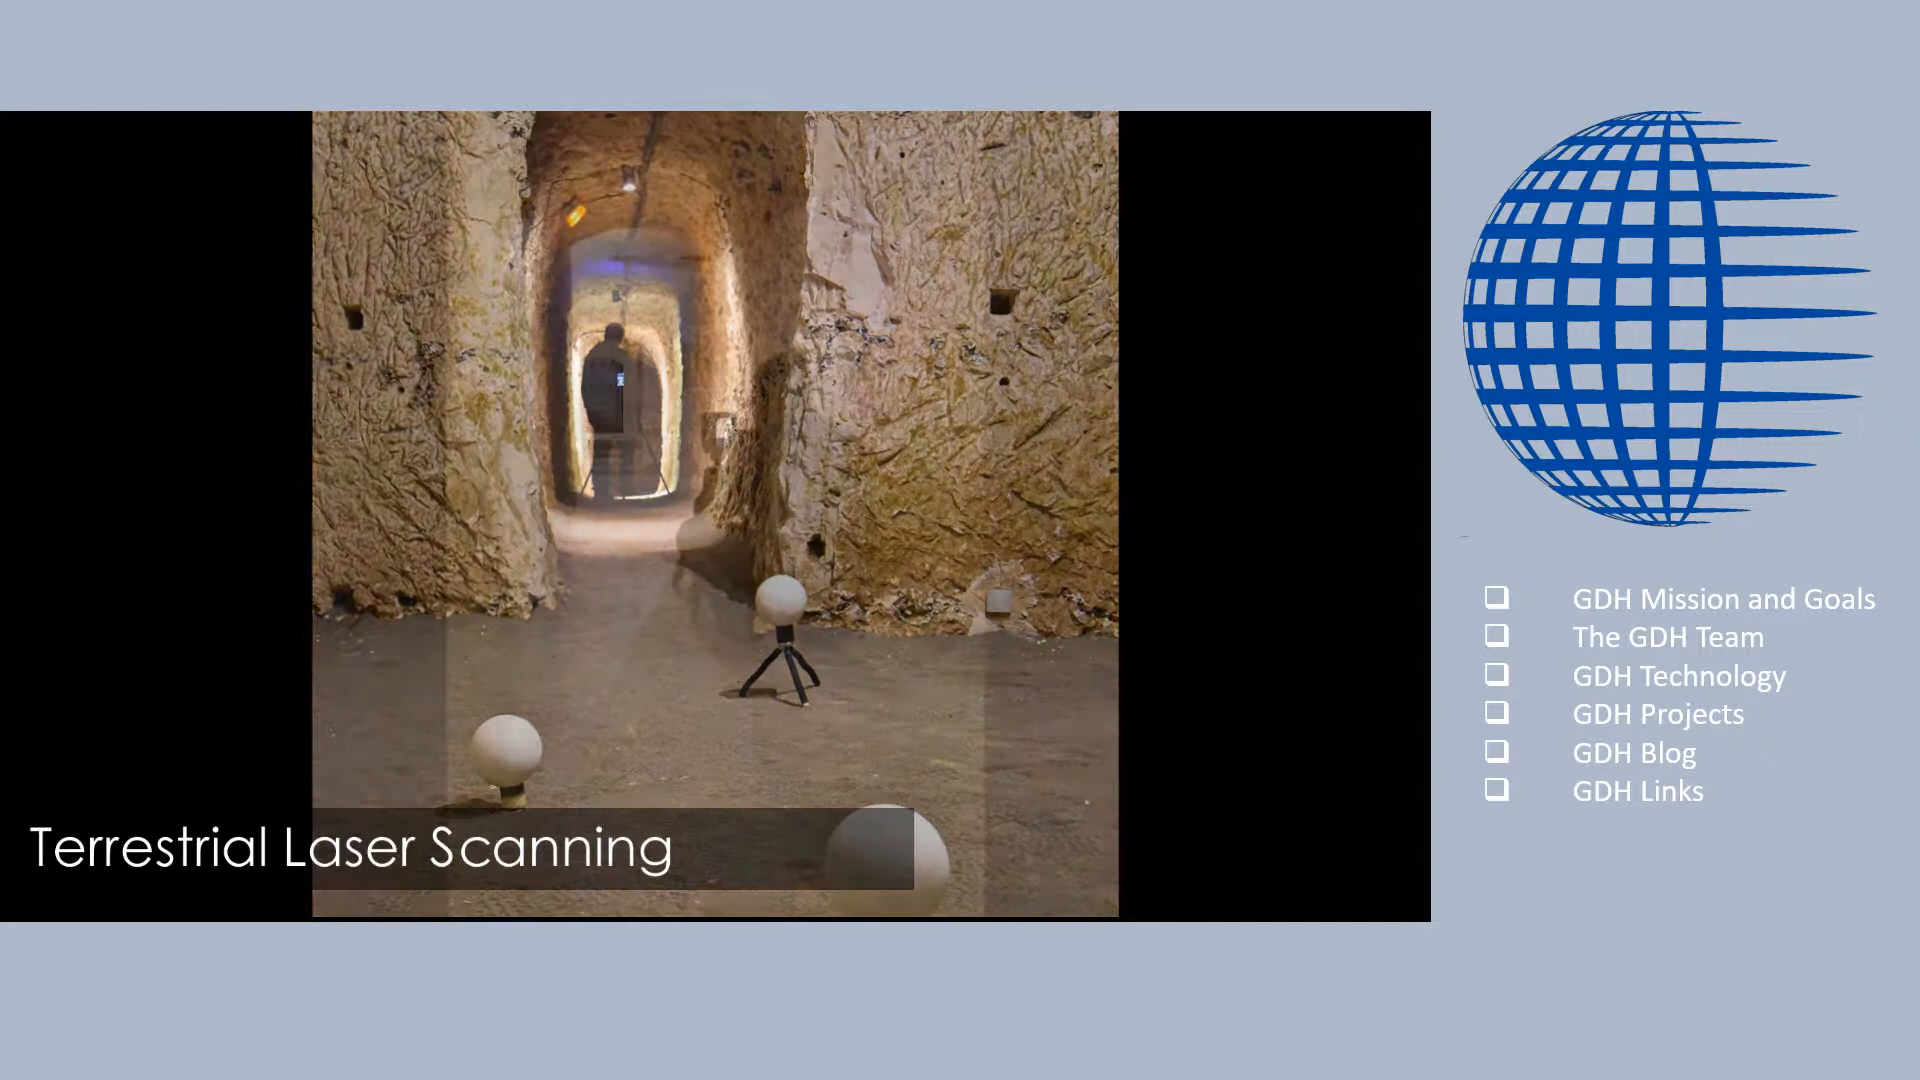 Terrestrial Laser Scanning
GDH Mission and Goals
The GDH Team
GDH Technology
GDH Projects
GDH Blog
GDH Links